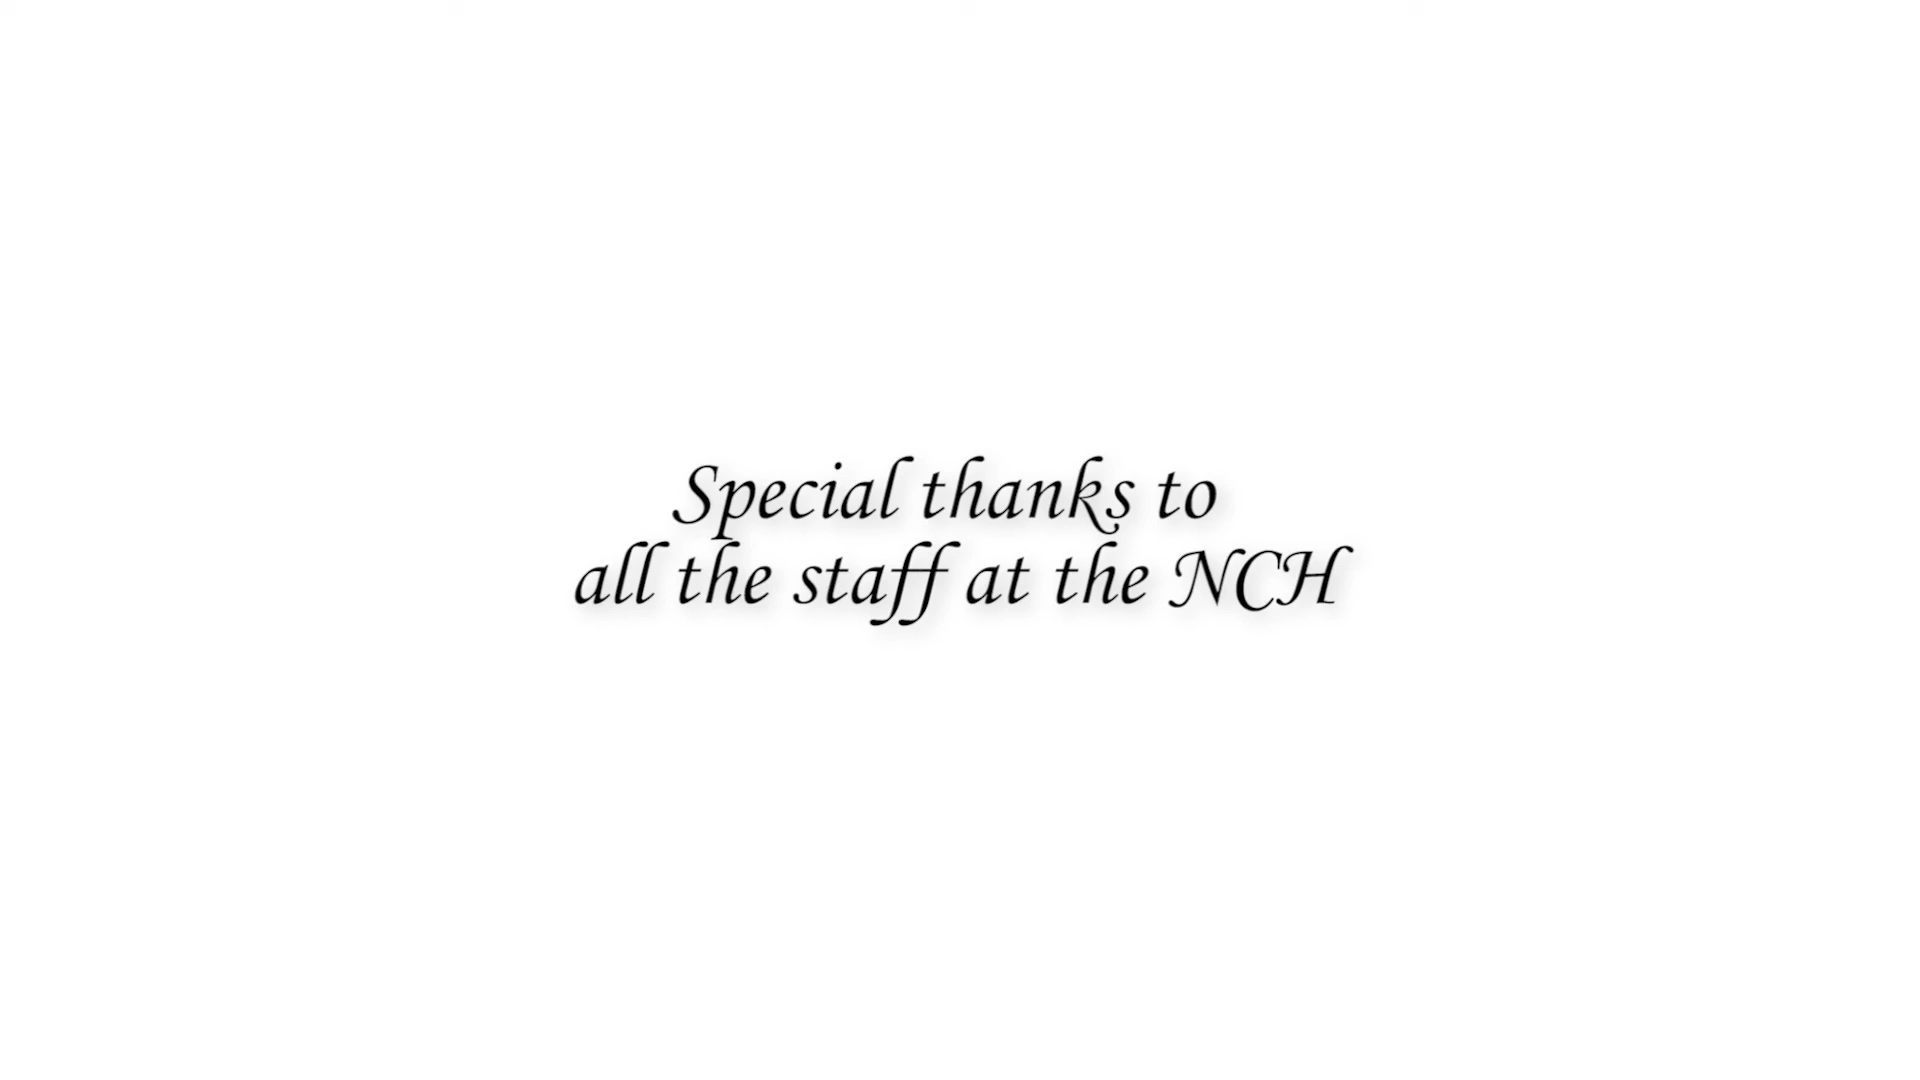 Special thanks to
all the staff at the NCH